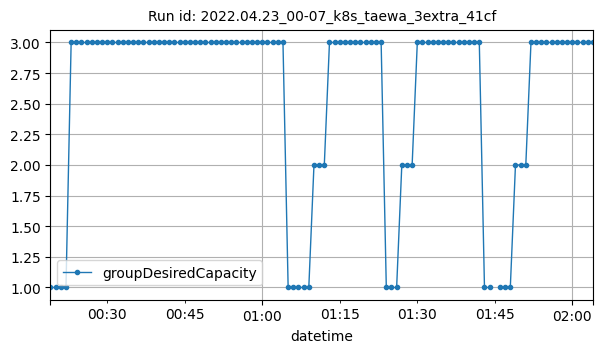 Run id: 2022.04.23_00-07_k8s_taewa_3extra_41cf
3.00
2.75
2.50
2.25
2.00
1.75
1.50
1.25
1.00
groupDesiredCapacity
00:30 00:45 01:00 01:15 01:30 01:45 02:00
datetime